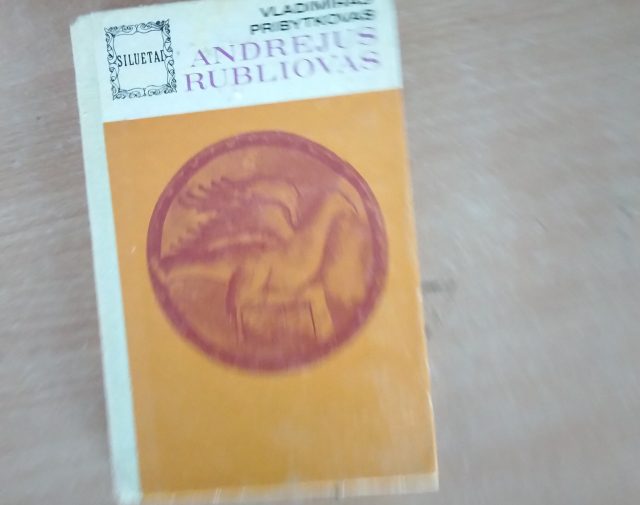 VLADIMIRAS
PRIBYTKOVAS
SILUETAI
ANDREJUS
RUBLIOVAS